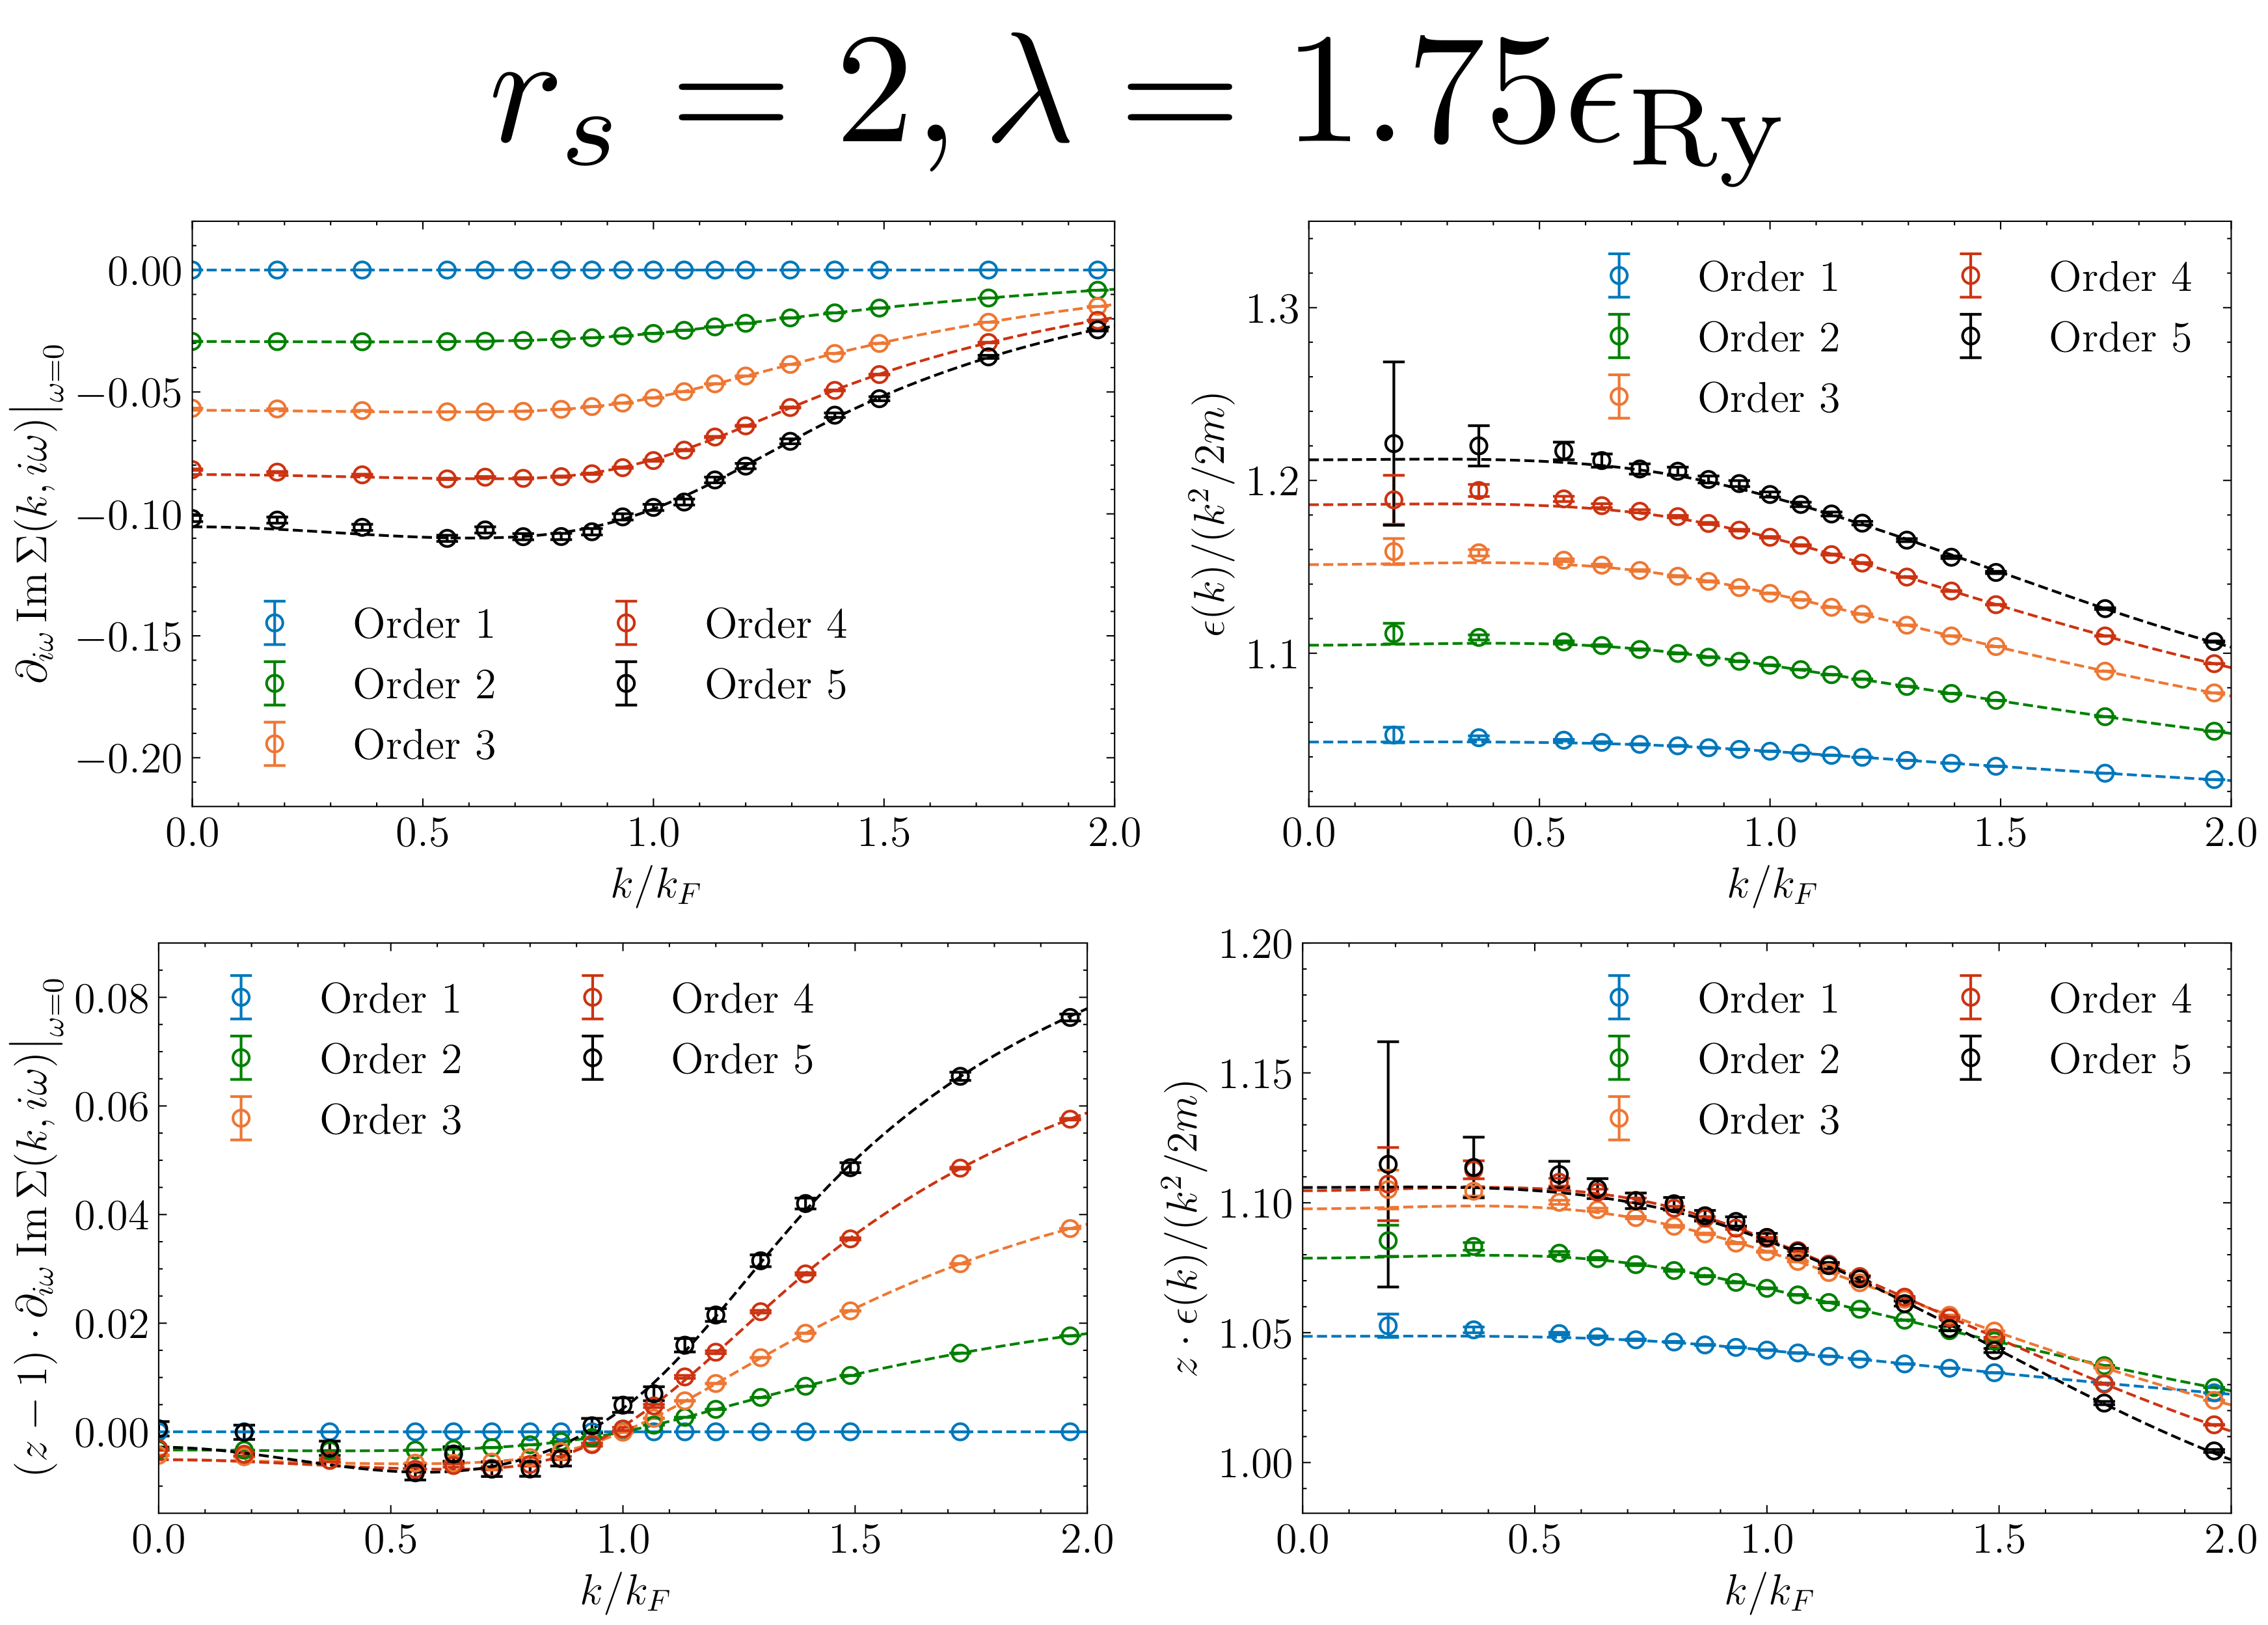 r_s = 2, λ = 1.75ϵ_Ry
∂_{iω} Im Σ(k, iω)|_{ω=0}
0.00
−0.05
−0.10
−0.15
−0.20
Order 1
Order 2
Order 3
Order 4
Order 5
0.0 0.5 1.0 1.5 2.0
k/k_F
ϵ(k)/(k²/2m)
1.3
1.2
1.1
Order 1
Order 2
Order 3
Order 4
Order 5
0.0 0.5 1.0 1.5 2.0
k/k_F
(z − 1) · ∂_{iω} Im Σ(k, iω)|_{ω=0}
0.08
0.06
0.04
0.02
0.00
Order 1
Order 2
Order 3
Order 4
Order 5
0.0 0.5 1.0 1.5 2.0
k/k_F
z · ϵ(k)/(k²/2m)
1.20
1.15
1.10
1.05
1.00
Order 1
Order 2
Order 3
Order 4
Order 5
0.0 0.5 1.0 1.5 2.0
k/k_F